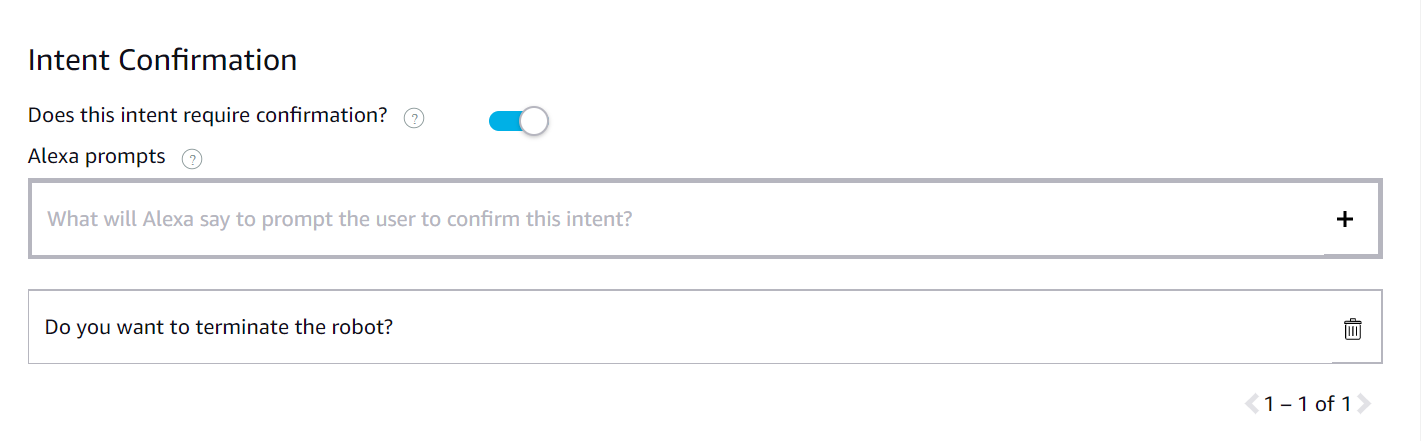 Intent Confirmation
Does this intent require confirmation? ?
Alexa prompts ?
What will Alexa say to prompt the user to confirm this intent? +
Do you want to terminate the robot?
1 – 1 of 1